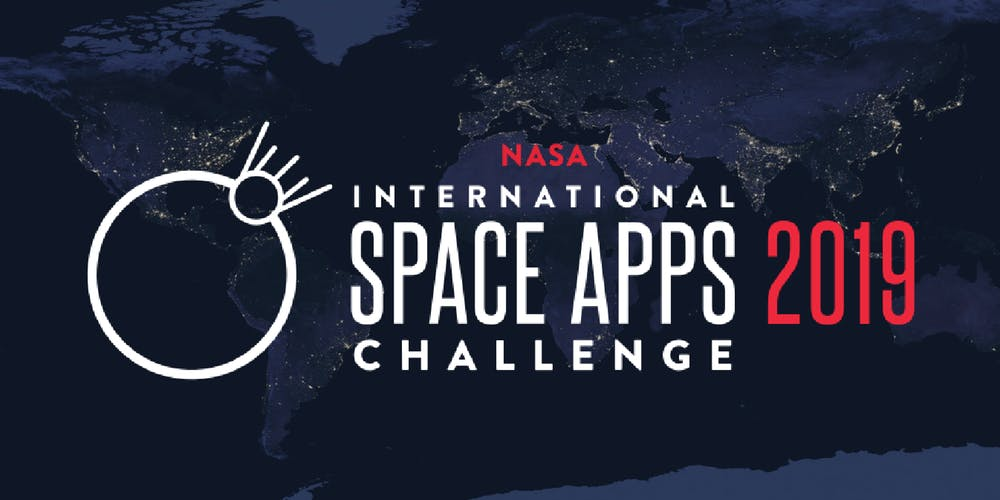 NASA
INTERNATIONAL
SPACE APPS 2019
CHALLENGE